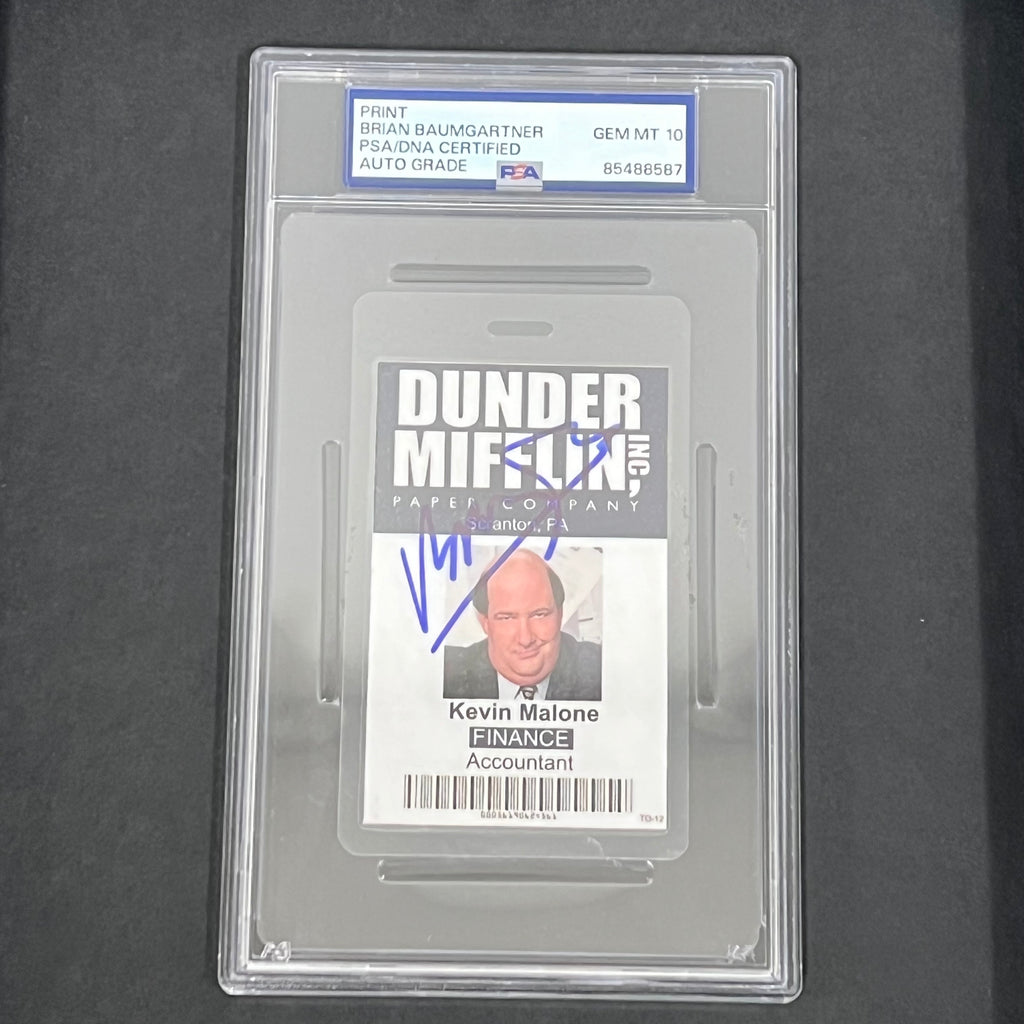 PRINT
BRIAN BAUMGARTNER GEM MT 10
PSA/DNA CERTIFIED
AUTO GRADE PSA 85488587
DUNDER
MIFFLIN INC,
PAPER COMPANY
Scranton, PA
Kevin Malone
FINANCE
Accountant
TO-12